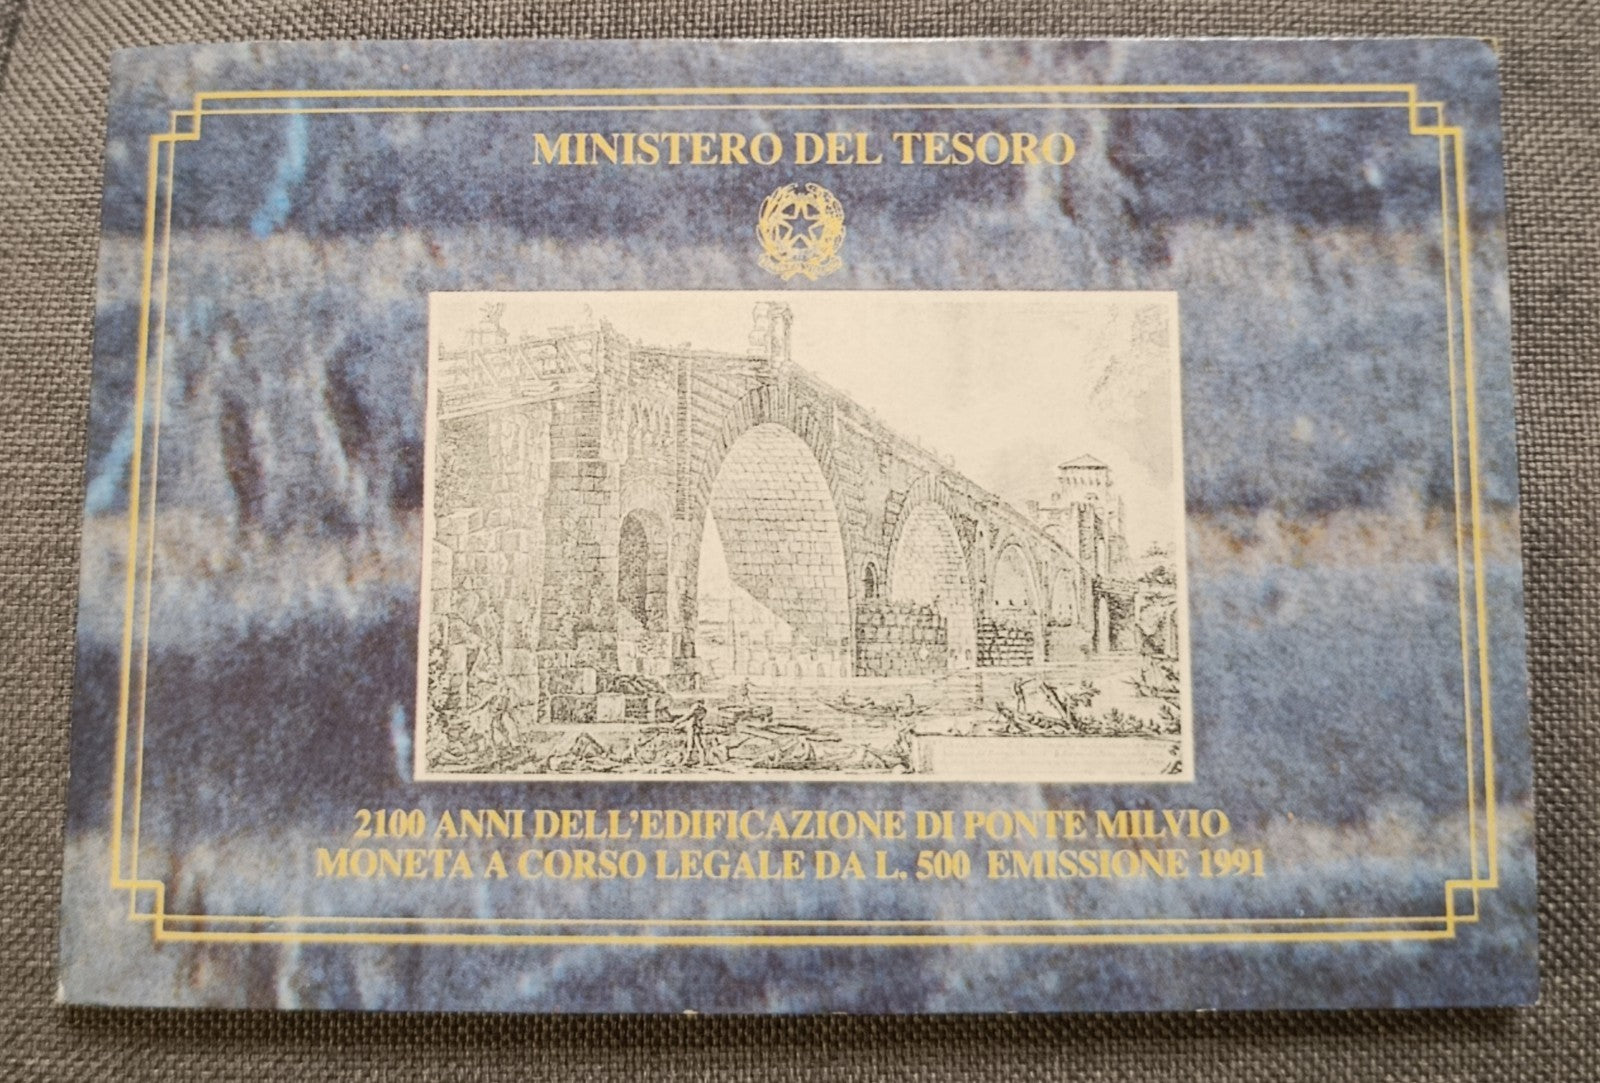 MINISTERO DEL TESORO
2100 ANNI DELL'EDIFICAZIONE DI PONTE MILVIO
MONETA A CORSO LEGALE DA L. 500 EMISSIONE 1991